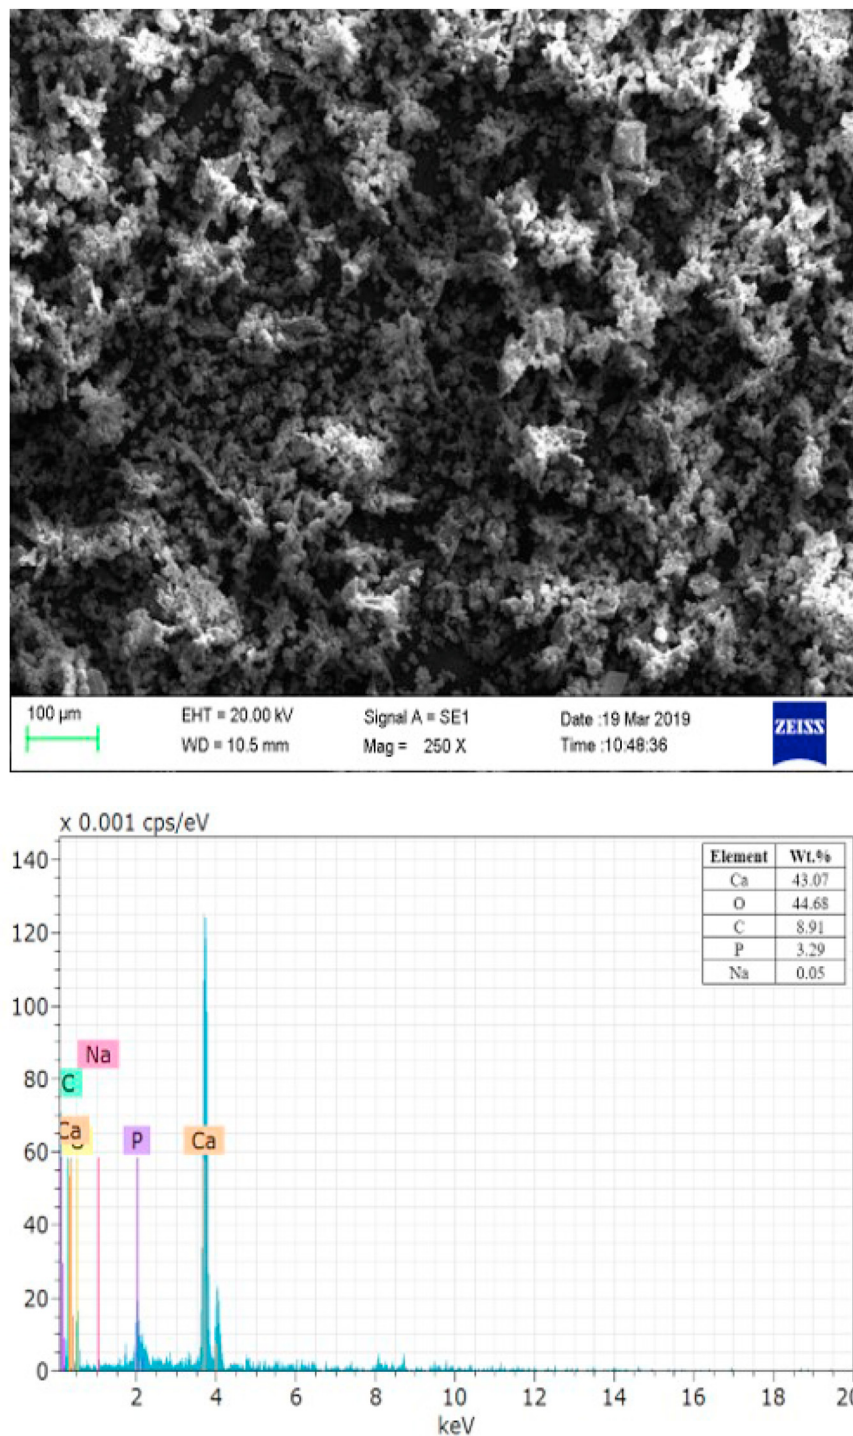 100 µm
EHT = 20.00 kV
Signal A = SE1
Date :19 Mar 2019
ZEISS
WD = 10.5 mm
Mag = 250 X
Time :10:48:36
x 0.001 cps/eV
Element Wt.%
Ca 43.07
O 44.68
C 8.91
P 3.29
Na 0.05
140
120
100
80
60
40
20
0
Na
C
Ca
P
Ca
2 4 6 8 10 12 14 16 18 20
keV